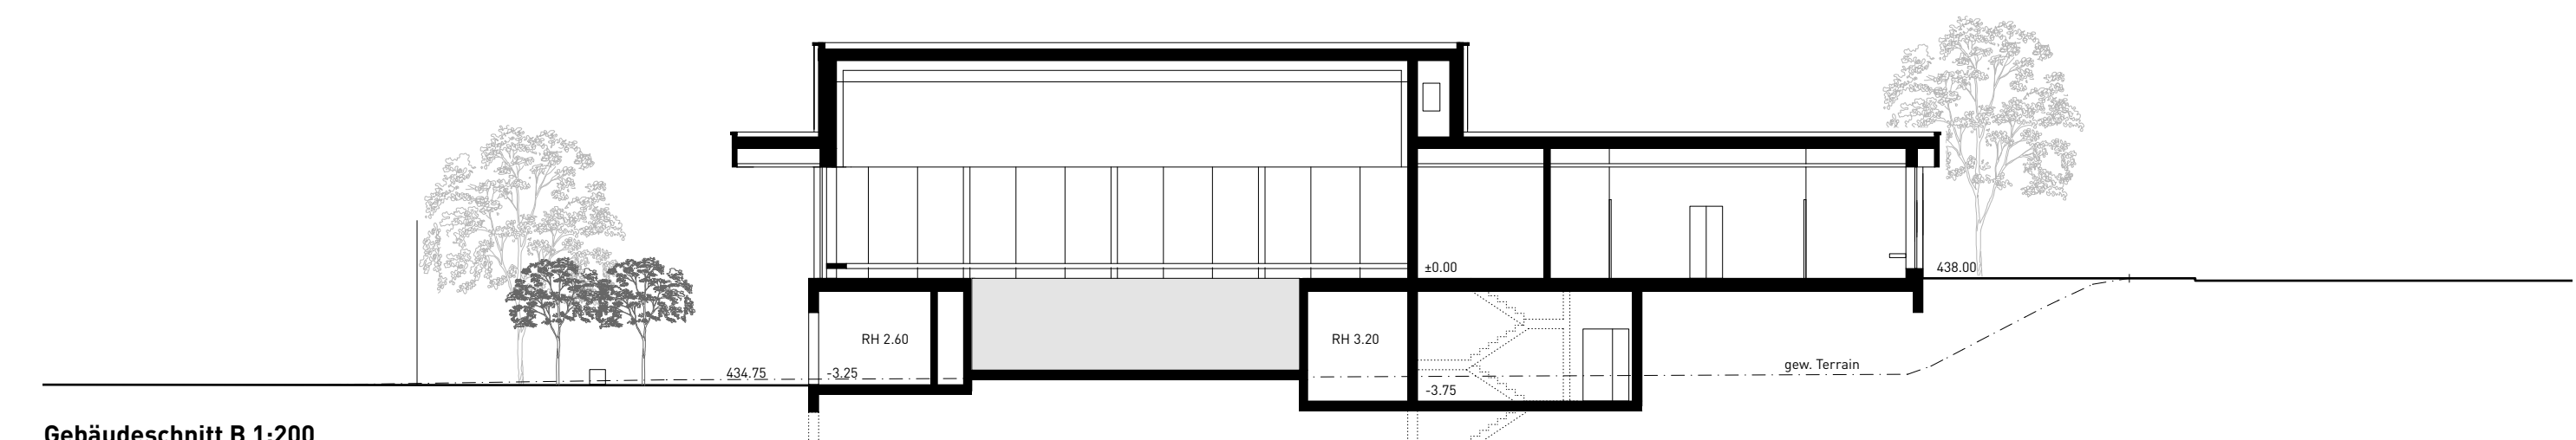 ±0.00
438.00
RH 2.60
RH 3.20
gew. Terrain
434.75
-3.25
-3.75
Gebäudeschnitt B 1:200